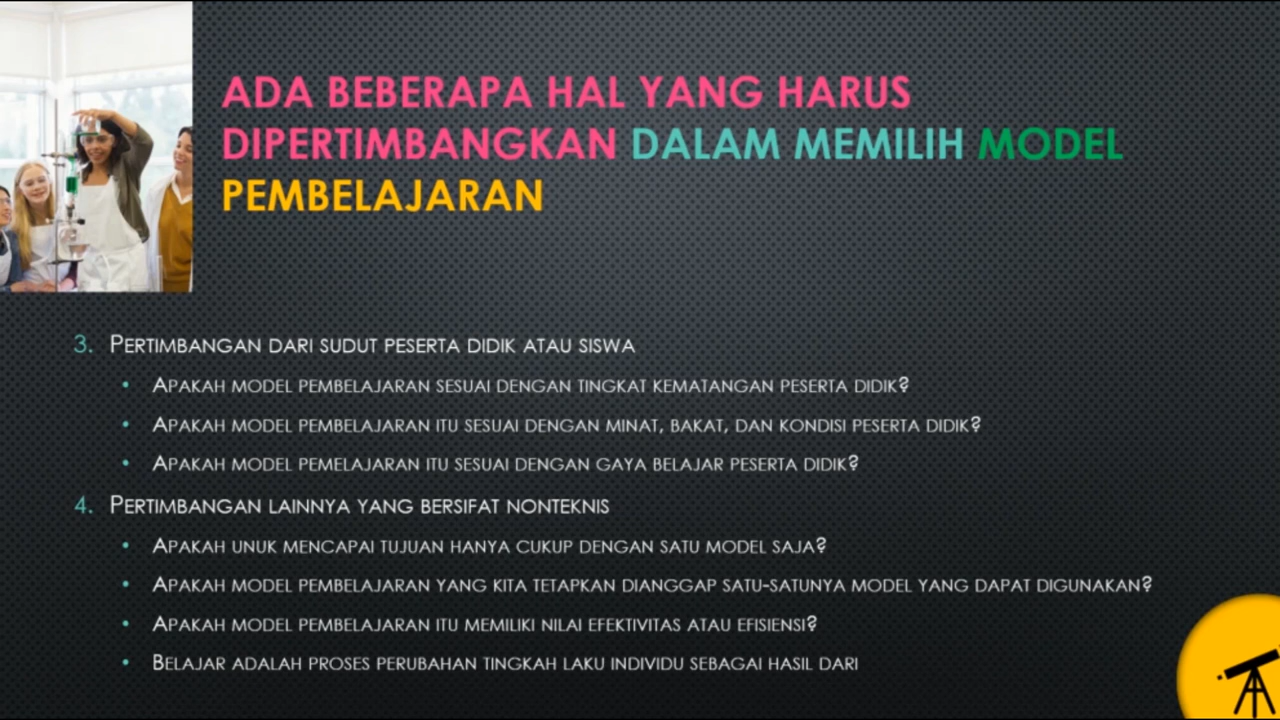 ADA BEBERAPA HAL YANG HARUS
DIPERTIMBANGKAN DALAM MEMILIH MODEL
PEMBELAJARAN
3. PERTIMBANGAN DARI SUDUT PESERTA DIDIK ATAU SISWA
• APAKAH MODEL PEMBELAJARAN SESUAI DENGAN TINGKAT KEMATANGAN PESERTA DIDIK?
• APAKAH MODEL PEMBELAJARAN ITU SESUAI DENGAN MINAT, BAKAT, DAN KONDISI PESERTA DIDIK?
• APAKAH MODEL PEMELAJARAN ITU SESUAI DENGAN GAYA BELAJAR PESERTA DIDIK?
4. PERTIMBANGAN LAINNYA YANG BERSIFAT NONTEKNIS
• APAKAH UNUK MENCAPAI TUJUAN HANYA CUKUP DENGAN SATU MODEL SAJA?
• APAKAH MODEL PEMBELAJARAN YANG KITA TETAPKAN DIANGGAP SATU-SATUNYA MODEL YANG DAPAT DIGUNAKAN?
• APAKAH MODEL PEMBELAJARAN ITU MEMILIKI NILAI EFEKTIVITAS ATAU EFISIENSI?
• BELAJAR ADALAH PROSES PERUBAHAN TINGKAH LAKU INDIVIDU SEBAGAI HASIL DARI